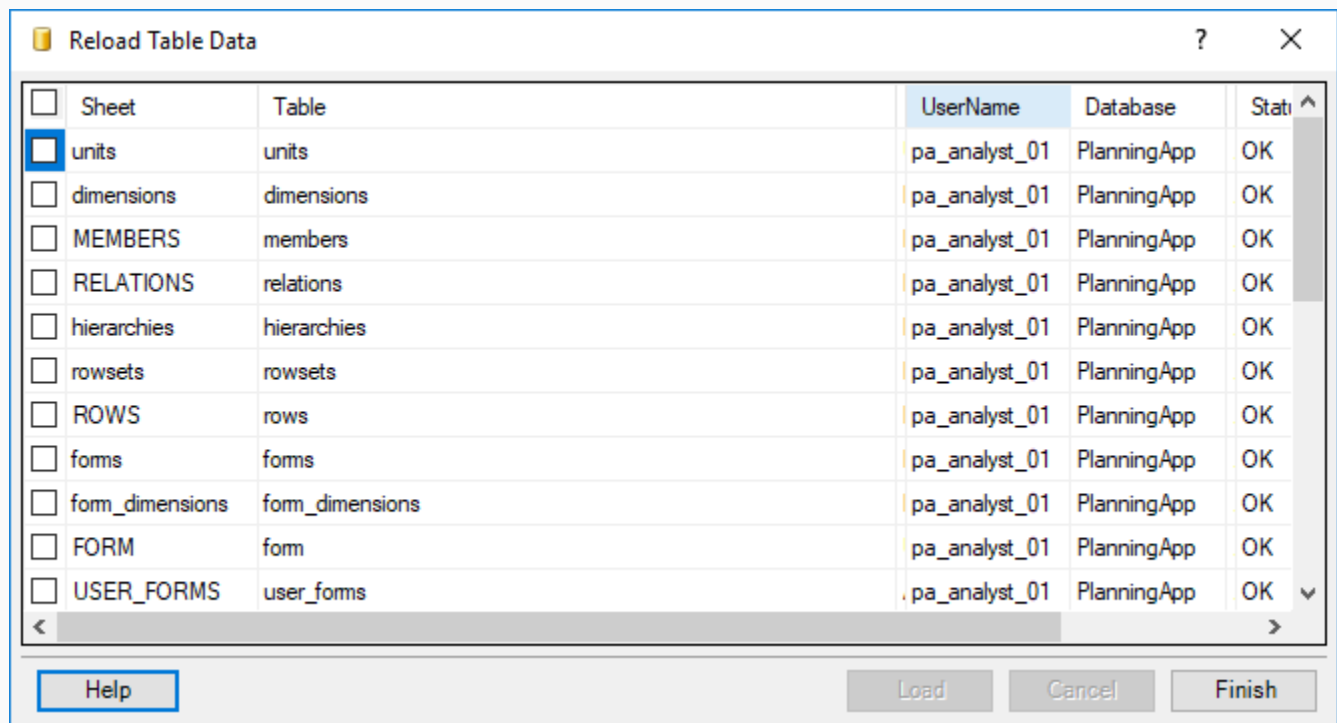 Reload Table Data ?
Sheet Table UserName Database
units units pa_analyst_01 PlanningApp OK
dimensions dimensions pa_analyst_01 PlanningApp OK
MEMBERS members pa_analyst_01 PlanningApp OK
RELATIONS relations pa_analyst_01 PlanningApp OK
hierarchies hierarchies pa_analyst_01 PlanningApp OK
rowsets rowsets pa_analyst_01 PlanningApp OK
ROWS rows pa_analyst_01 PlanningApp OK
forms forms pa_analyst_01 PlanningApp OK
form_dimensions form_dimensions pa_analyst_01 PlanningApp OK
FORM form pa_analyst_01 PlanningApp OK
USER_FORMS user_forms pa_analyst_01 PlanningApp OK
Help Load Cancel Finish